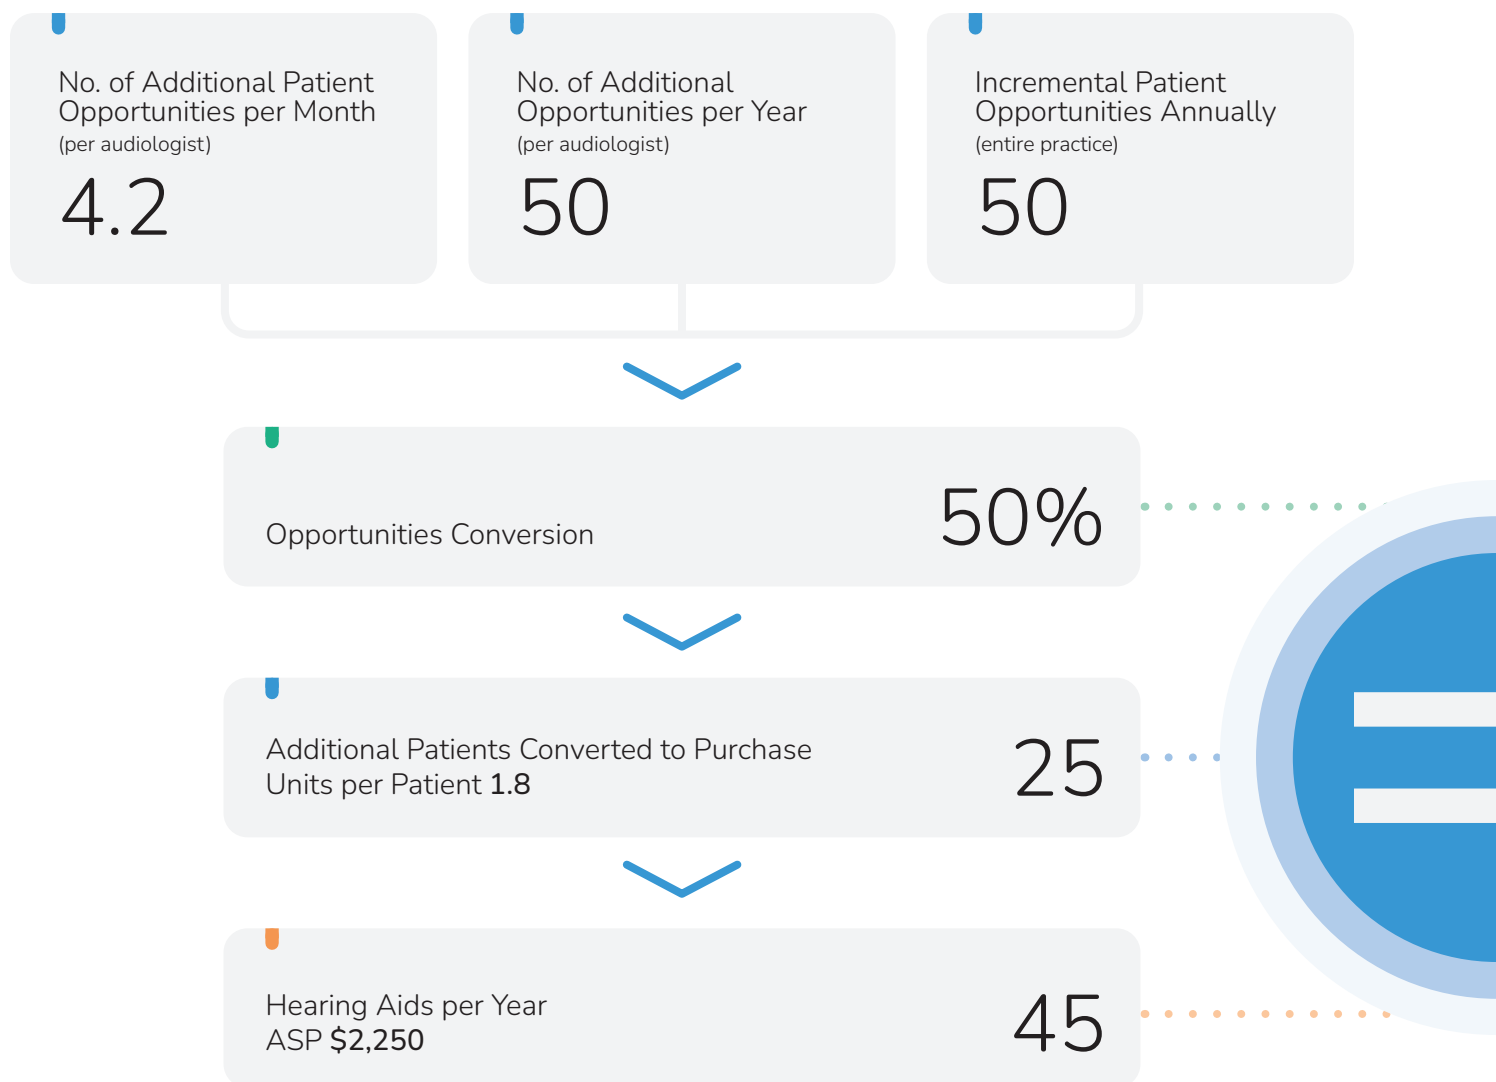 No. of Additional Patient
Opportunities per Month
(per audiologist)
4.2
No. of Additional
Opportunities per Year
(per audiologist)
50
Incremental Patient
Opportunities Annually
(entire practice)
50
Opportunities Conversion
50%
Additional Patients Converted to Purchase
Units per Patient 1.8
25
Hearing Aids per Year
ASP $2,250
45